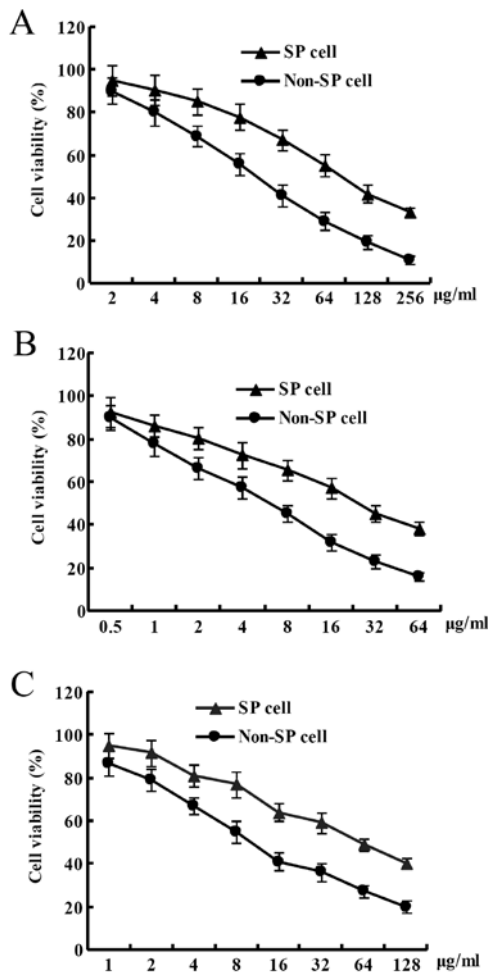 A
120
100
80
60
40
20
0
Cell viability (%)
SP cell
Non-SP cell
2 4 8 16 32 64 128 256 µg/ml
B
120
100
80
60
40
20
0
Cell viability (%)
SP cell
Non-SP cell
0.5 1 2 4 8 16 32 64 µg/ml
C
120
100
80
60
40
20
0
Cell viability (%)
SP cell
Non-SP cell
1 2 4 8 16 32 64 128 µg/ml